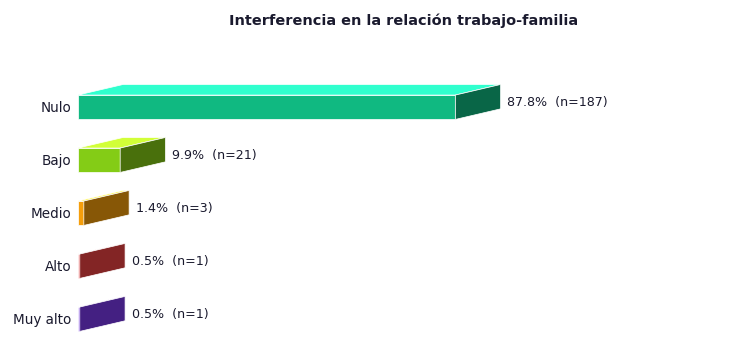 Interferencia en la relación trabajo-familia
Nulo 87.8% (n=187)
Bajo 9.9% (n=21)
Medio 1.4% (n=3)
Alto 0.5% (n=1)
Muy alto 0.5% (n=1)